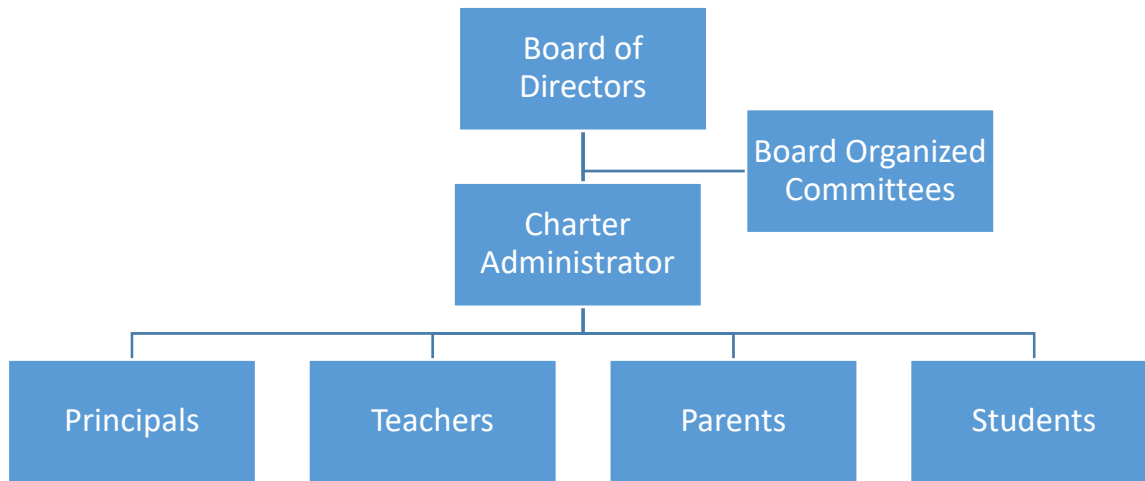 Board of
Directors
Board Organized
Committees
Charter
Administrator
Principals
Teachers
Parents
Students